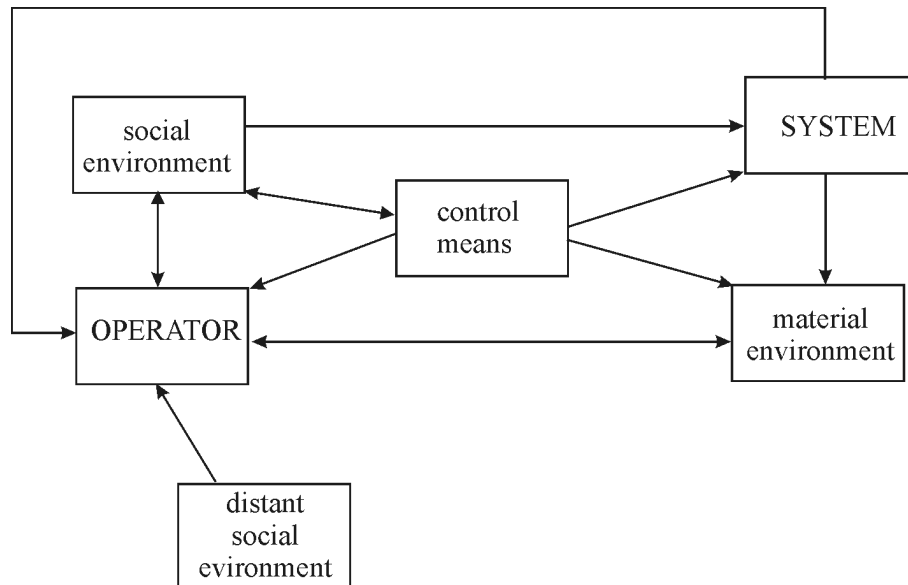 social
environment
SYSTEM
control
means
OPERATOR
material
environment
distant
social
evironment